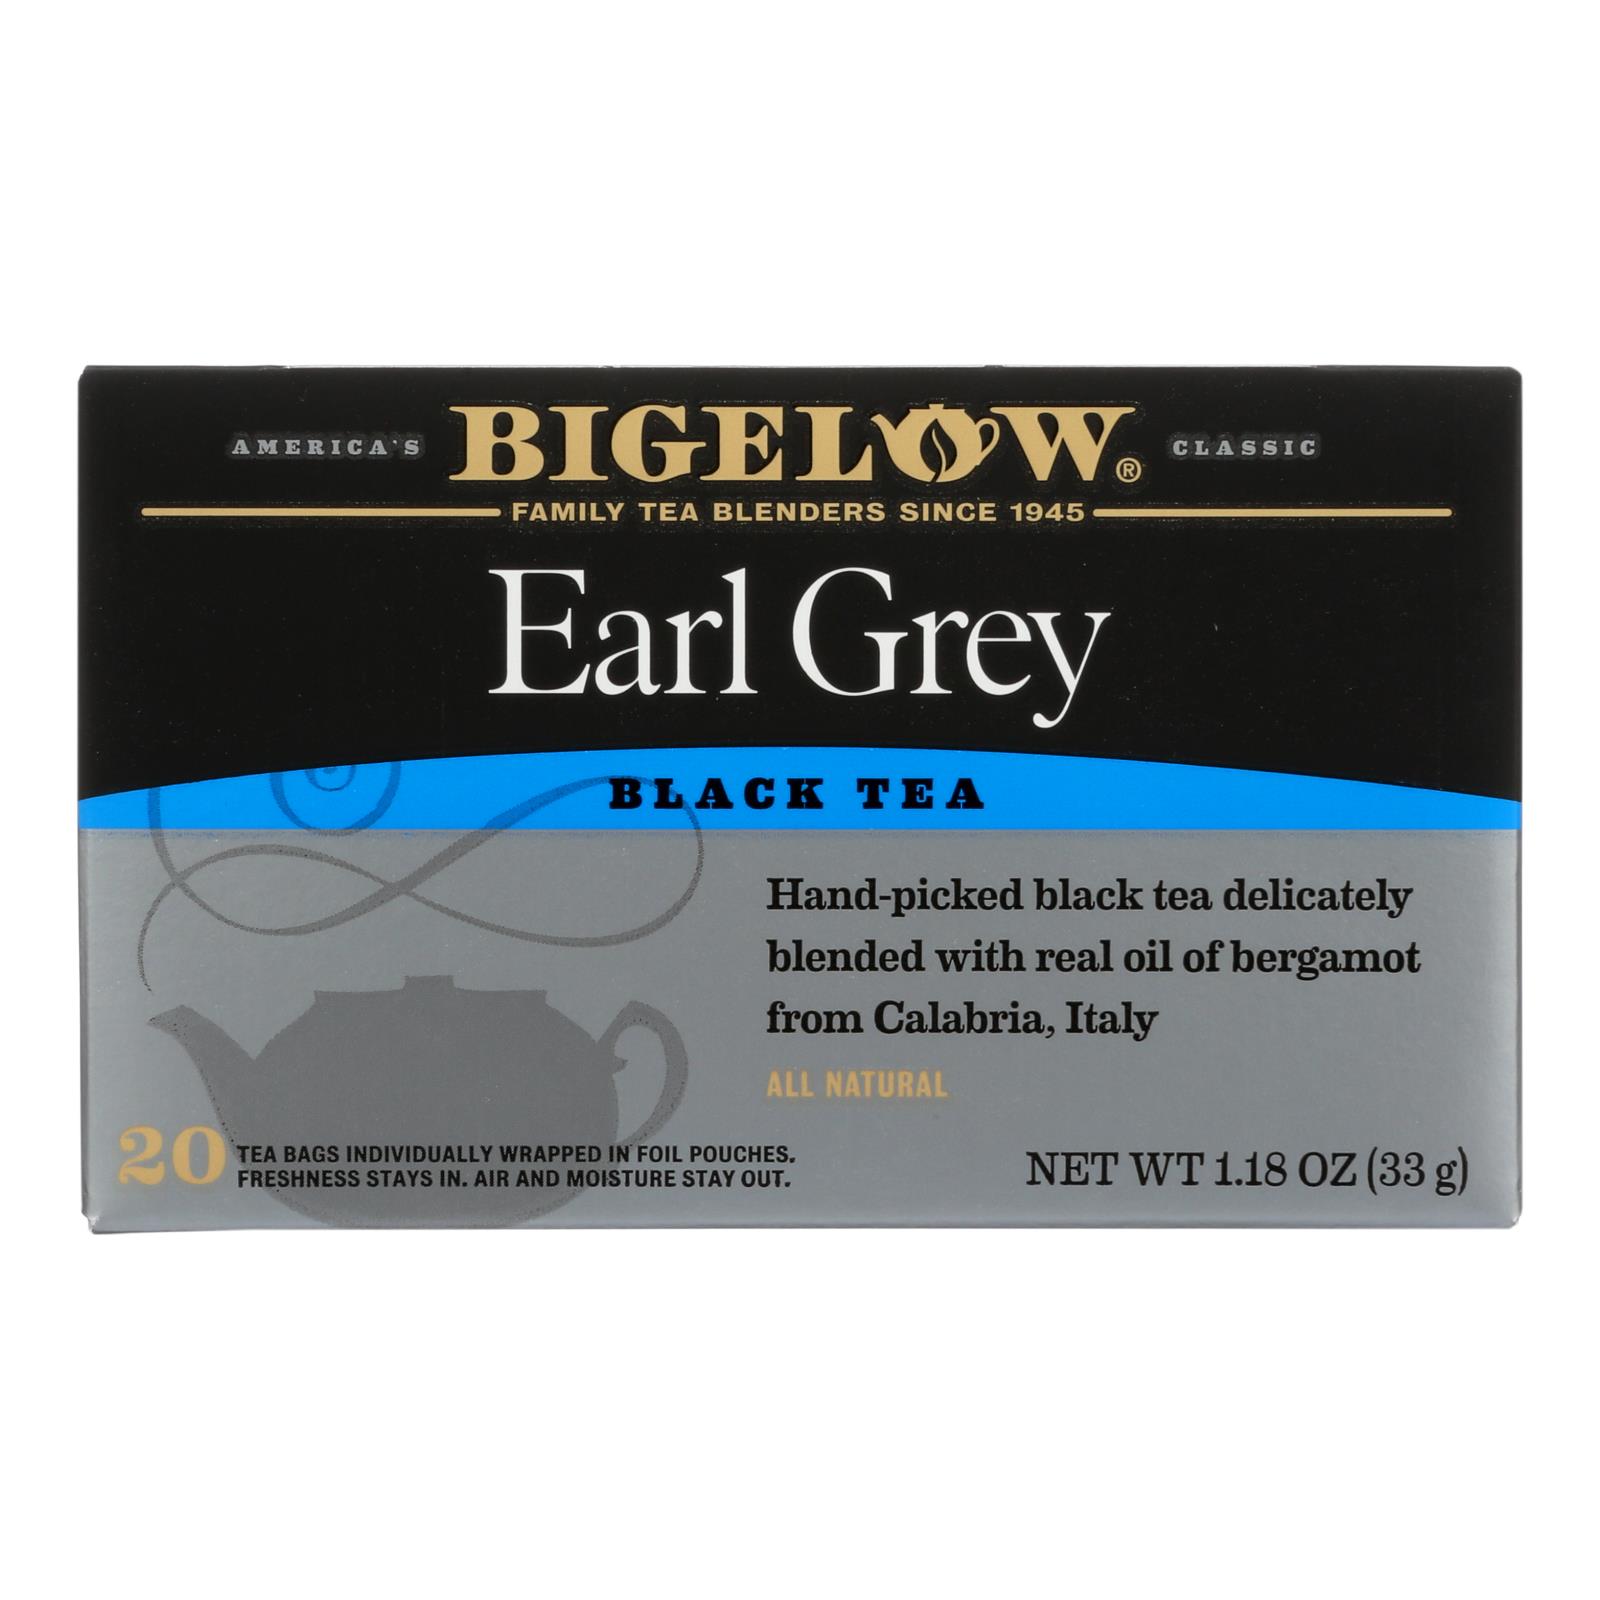 AMERICA'S BIGELOW® CLASSIC
FAMILY TEA BLENDERS SINCE 1945
Earl Grey
BLACK TEA
Hand-picked black tea delicately
blended with real oil of bergamot
from Calabria, Italy
ALL NATURAL
20 TEA BAGS INDIVIDUALLY WRAPPED IN FOIL POUCHES.
FRESHNESS STAYS IN. AIR AND MOISTURE STAY OUT.
NET WT 1.18 OZ (33 g)